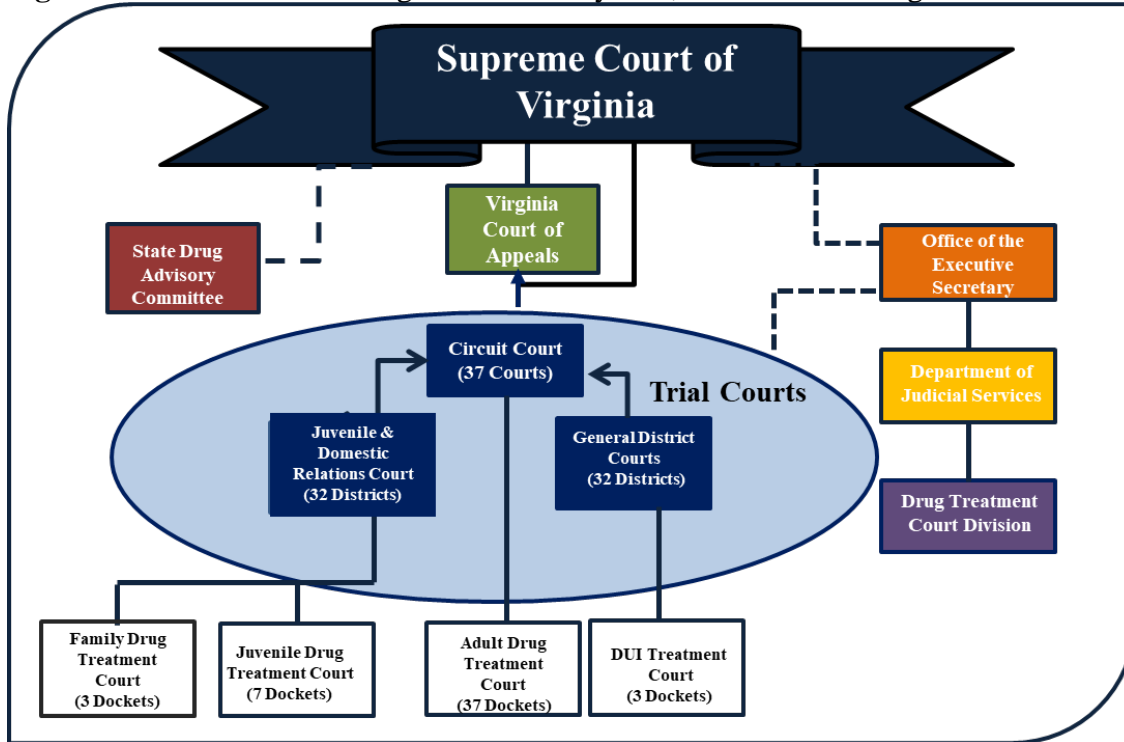 Supreme Court of
Virginia
Virginia
Court of
Appeals
State Drug
Advisory
Committee
Office of the
Executive
Secretary
Circuit Court
(37 Courts)
Trial Courts
Department of
Judicial Services
Juvenile &
Domestic
Relations Court
(32 Districts)
General District
Courts
(32 Districts)
Drug Treatment
Court Division
Family Drug
Treatment
Court
(3 Dockets)
Juvenile Drug
Treatment Court
(7 Dockets)
Adult Drug
Treatment
Court
(37 Dockets)
DUI Treatment
Court
(3 Dockets)